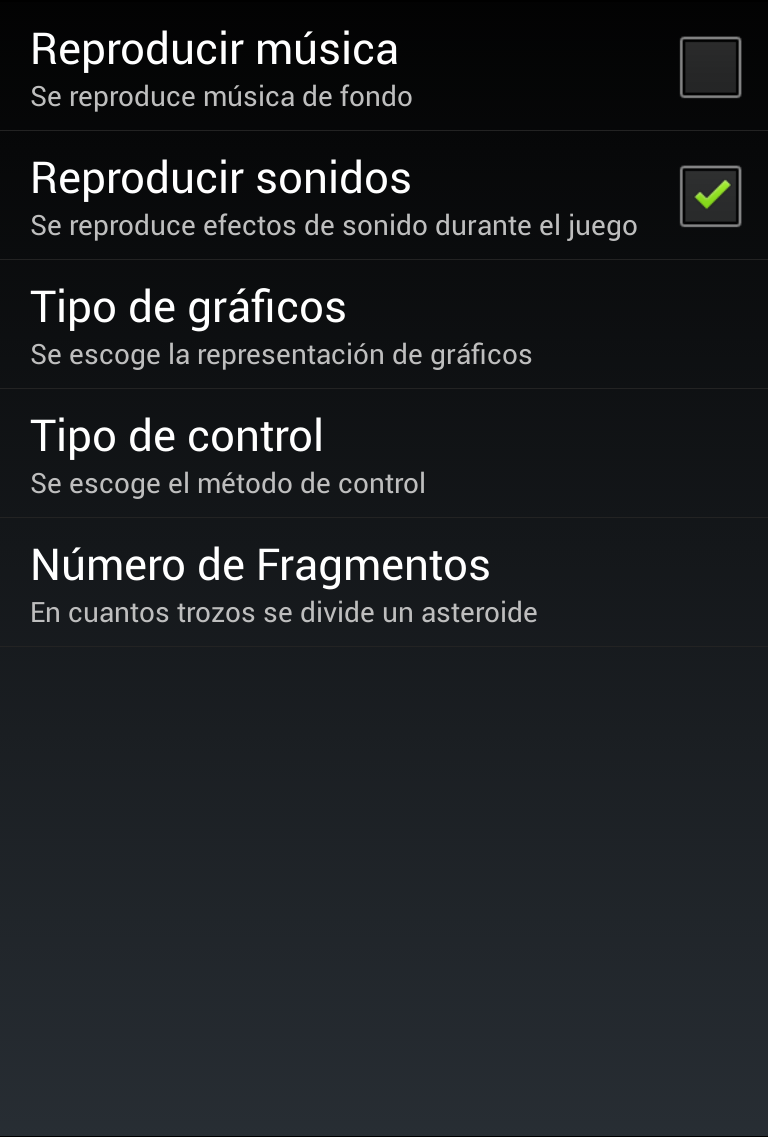 Reproducir música
Se reproduce música de fondo
Reproducir sonidos
Se reproduce efectos de sonido durante el juego
Tipo de gráficos
Se escoge la representación de gráficos
Tipo de control
Se escoge el método de control
Número de Fragmentos
En cuantos trozos se divide un asteroide